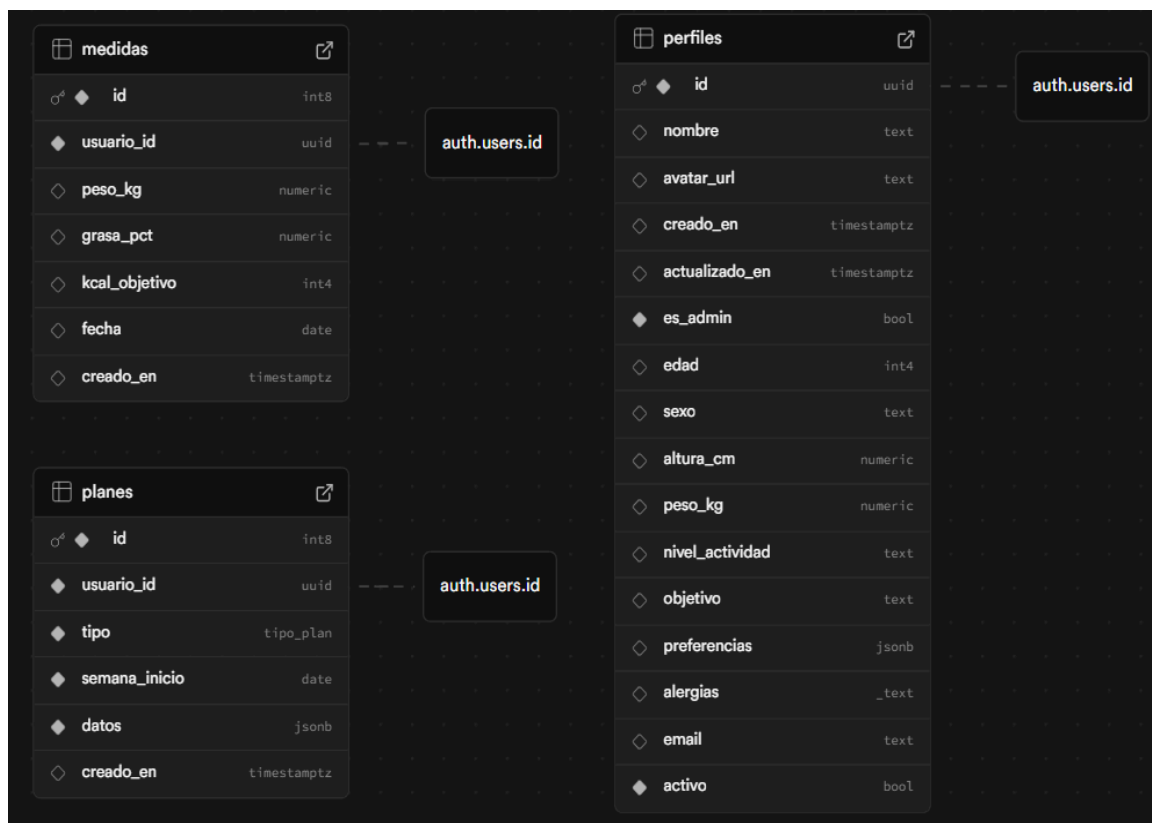 medidas
id int8
usuario_id uuid
peso_kg numeric
grasa_pct numeric
kcal_objetivo int4
fecha date
creado_en timestamptz
auth.users.id
planes
id int8
usuario_id uuid
tipo tipo_plan
semana_inicio date
datos jsonb
creado_en timestamptz
auth.users.id
perfiles
id uuid
nombre text
avatar_url text
creado_en timestamptz
actualizado_en timestamptz
es_admin bool
edad int4
sexo text
altura_cm numeric
peso_kg numeric
nivel_actividad text
objetivo text
preferencias jsonb
alergias _text
email text
activo bool
auth.users.id